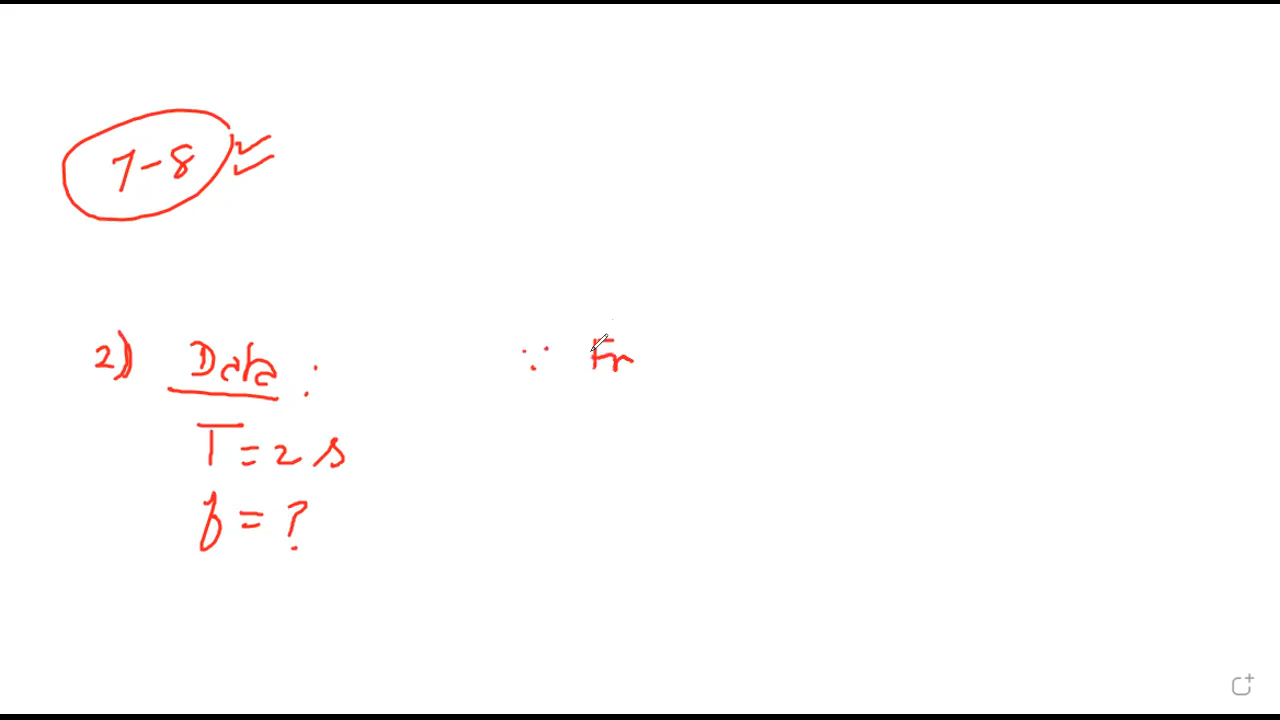 7-8
2) Data :
∵ Fr
T = 2 s
f = ?